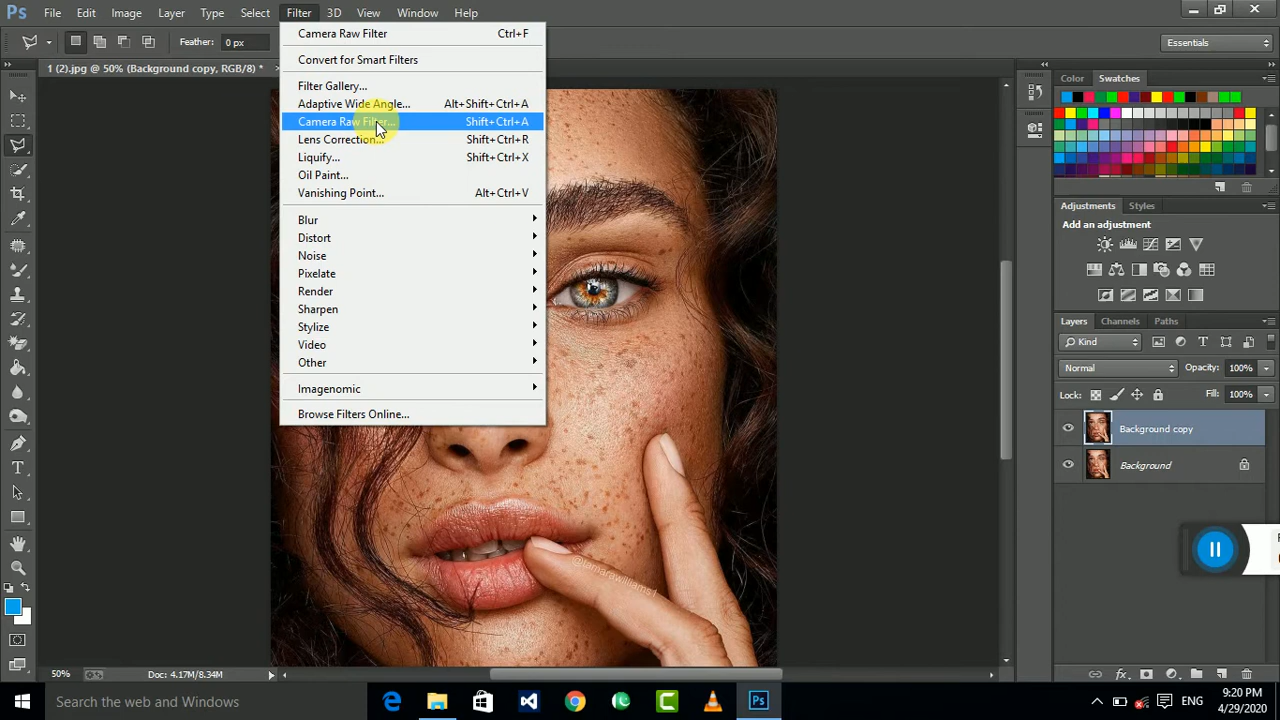 Ps File Edit Image Layer Type Select Filter 3D View Window Help
Feather: 0 px
Essentials
1 (2).jpg @ 50% (Background copy, RGB/8) *
Camera Raw Filter Ctrl+F
Convert for Smart Filters
Filter Gallery...
Adaptive Wide Angle... Alt+Shift+Ctrl+A
Camera Raw Filter... Shift+Ctrl+A
Lens Correction... Shift+Ctrl+R
Liquify... Shift+Ctrl+X
Oil Paint...
Vanishing Point... Alt+Ctrl+V
Blur
Distort
Noise
Pixelate
Render
Sharpen
Stylize
Video
Other
Imagenomic
Browse Filters Online...
Color Swatches
Adjustments Styles
Add an adjustment
Layers Channels Paths
Kind
Normal Opacity: 100%
Lock: Fill: 100%
Background copy
Background
50% Doc: 4.17M/8.34M
Search the web and Windows
Ps
ENG
9:20 PM
4/29/2020